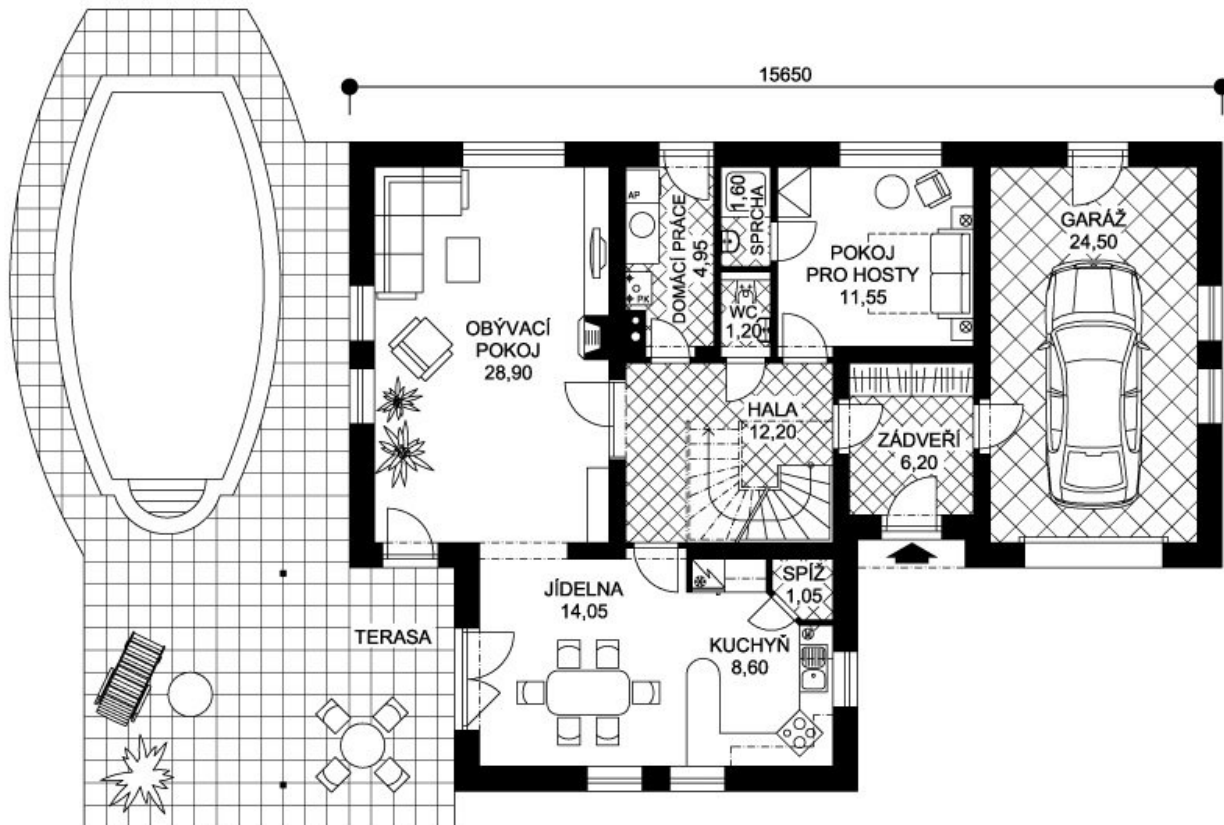 15650
AP
1,60
SPRCHA
DOMÁCÍ PRÁCE
4,95
PK
POKOJ
PRO HOSTY
11,55
GARÁŽ
24,50
OBÝVACÍ
POKOJ
28,90
WC
1,20
HALA
12,20
ZÁDVEŘÍ
6,20
JÍDELNA
14,05
SPÍŽ
1,05
TERASA
KUCHYŇ
8,60